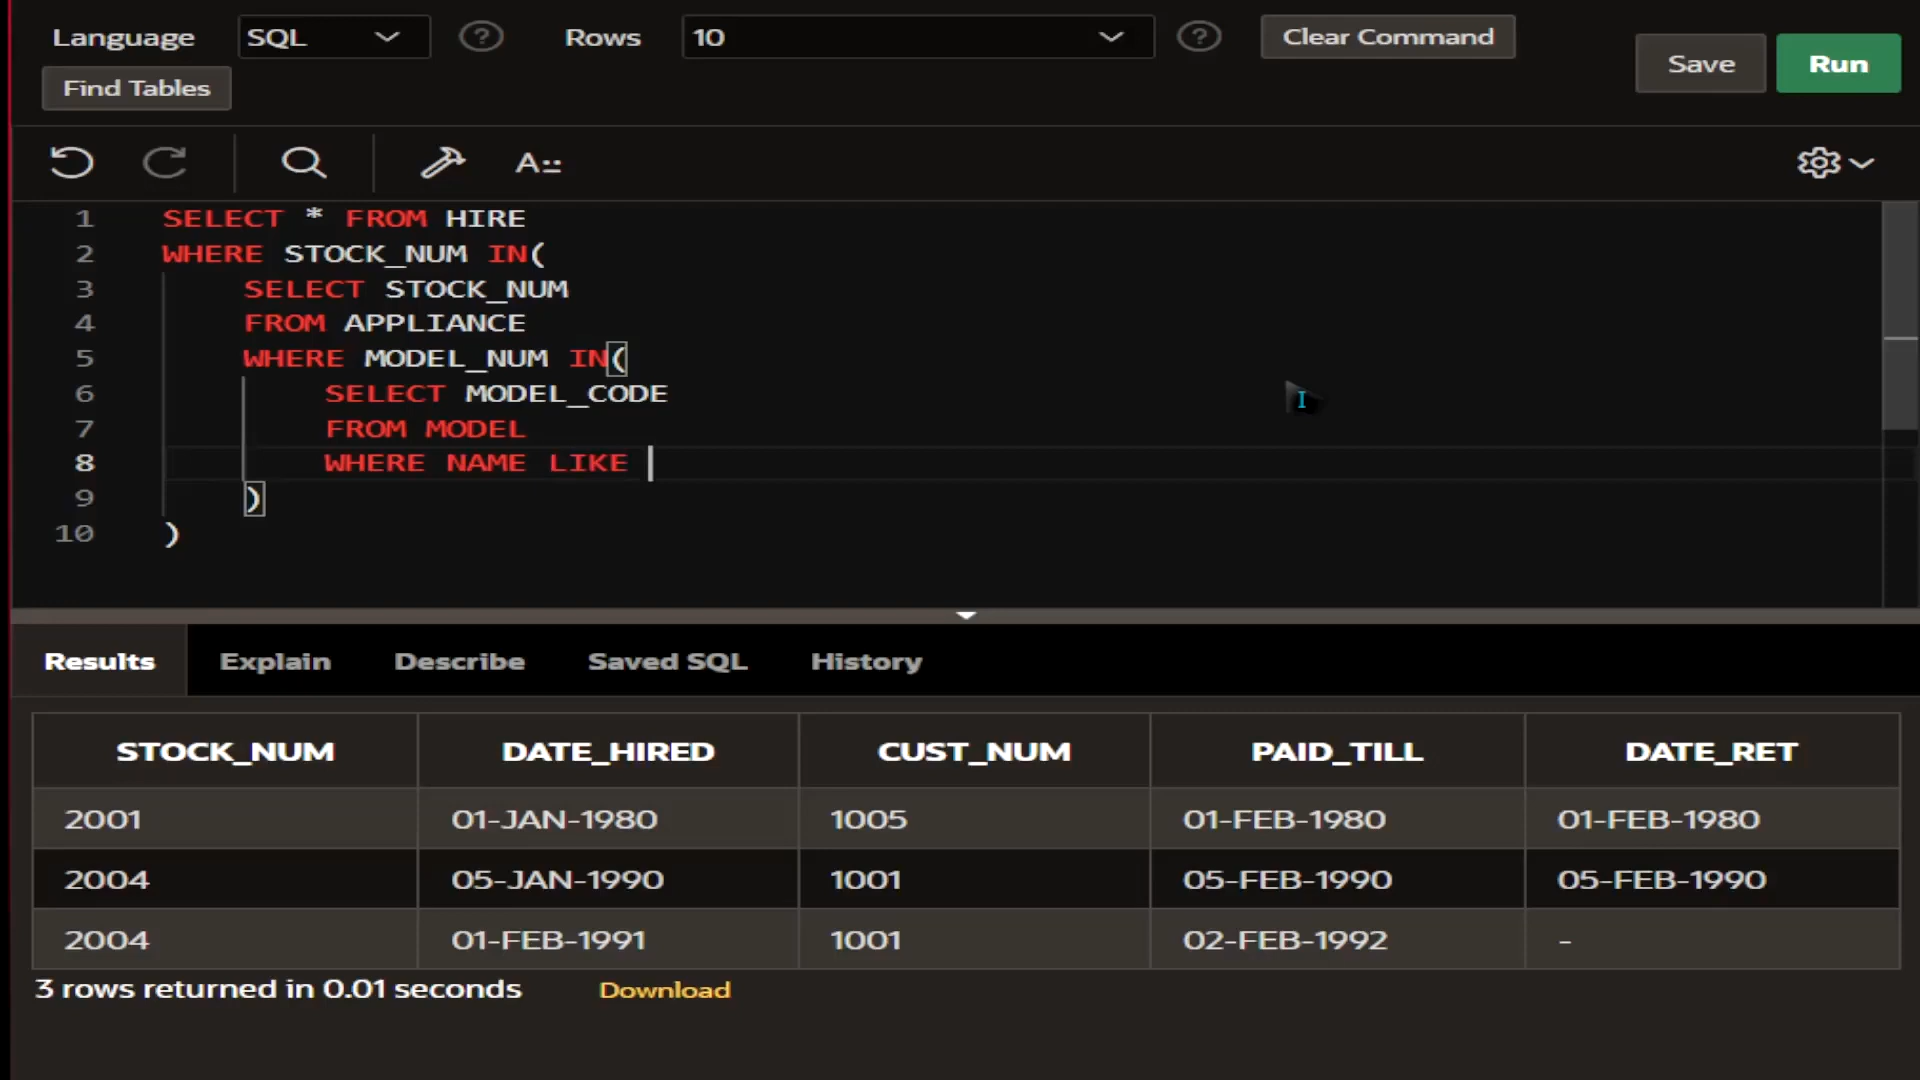 Language SQL ? Rows 10 ? Clear Command Save Run
Find Tables
A
1 SELECT * FROM HIRE
2 WHERE STOCK_NUM IN(
3 SELECT STOCK_NUM
4 FROM APPLIANCE
5 WHERE MODEL_NUM IN(
6 SELECT MODEL_CODE
7 FROM MODEL
8 WHERE NAME LIKE
9 )
10 )
Results Explain Describe Saved SQL History
STOCK_NUM DATE_HIRED CUST_NUM PAID_TILL DATE_RET
2001 01-JAN-1980 1005 01-FEB-1980 01-FEB-1980
2004 05-JAN-1990 1001 05-FEB-1990 05-FEB-1990
2004 01-FEB-1991 1001 02-FEB-1992 -
3 rows returned in 0.01 seconds Download